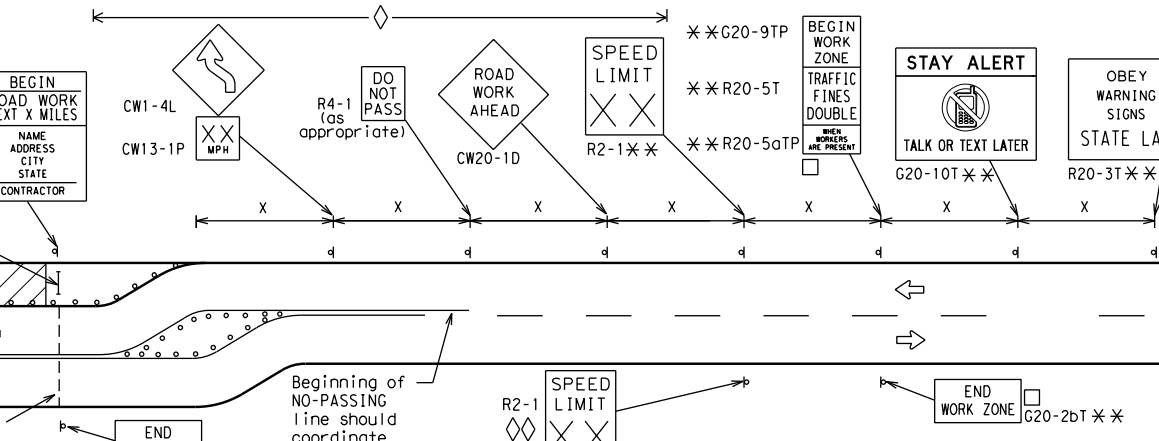 BEGIN
ROAD WORK
NEXT X MILES
NAME
ADDRESS
CITY
STATE
CONTRACTOR
CW1-4L
CW13-1P
XX
MPH
R4-1
(as
appropriate)
DO
NOT
PASS
ROAD
WORK
AHEAD
CW20-1D
SPEED
LIMIT
X X
R2-1**
**G20-9TP
**R20-5T
**R20-5aTP
BEGIN
WORK
ZONE
TRAFFIC
FINES
DOUBLE
WHEN
WORKERS
ARE PRESENT
STAY ALERT
TALK OR TEXT LATER
G20-10T**
OBEY
WARNING
SIGNS
STATE LA
R20-3T**
X X X X X X X
Beginning of
NO-PASSING
line should
coordinate
R2-1
SPEED
LIMIT
X X
END
WORK ZONE
G20-2bT**
END